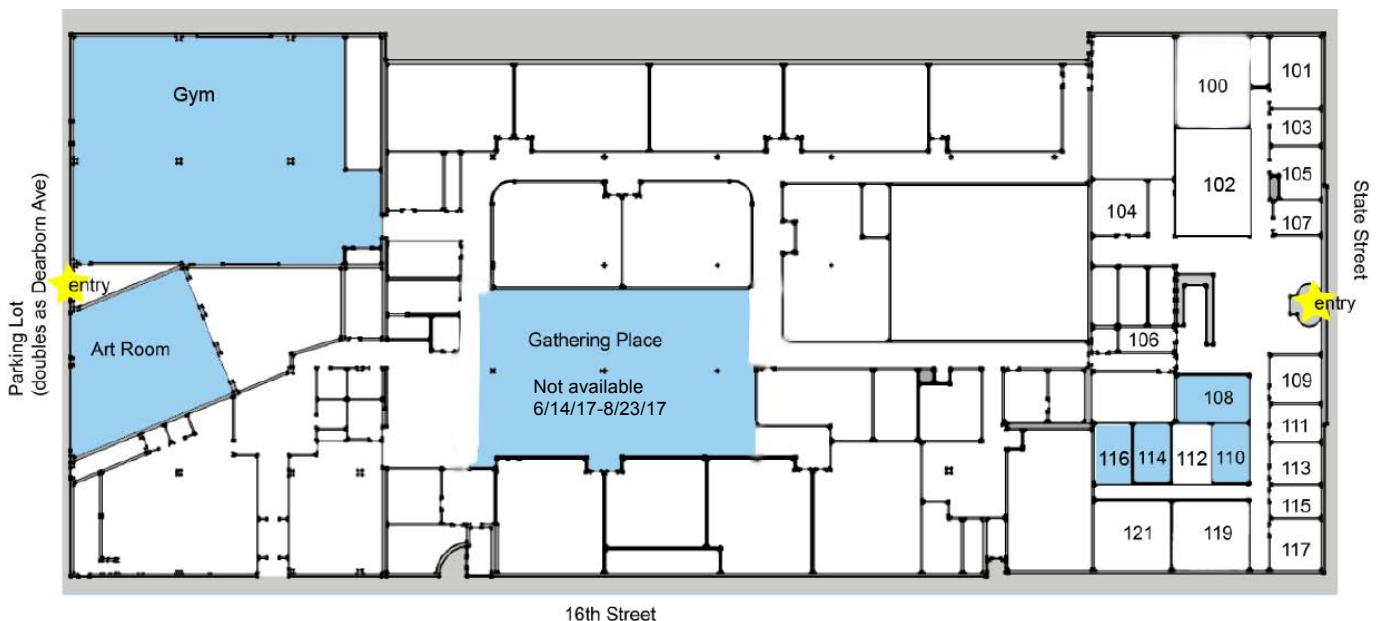 Gym
100
101
103
105
102
104
107
Parking Lot
(doubles as Dearborn Ave)
State Street
entry
entry
Art Room
Gathering Place
Not available
6/14/17-8/23/17
106
109
108
111
116
114
112
110
113
115
121
119
117
16th Street